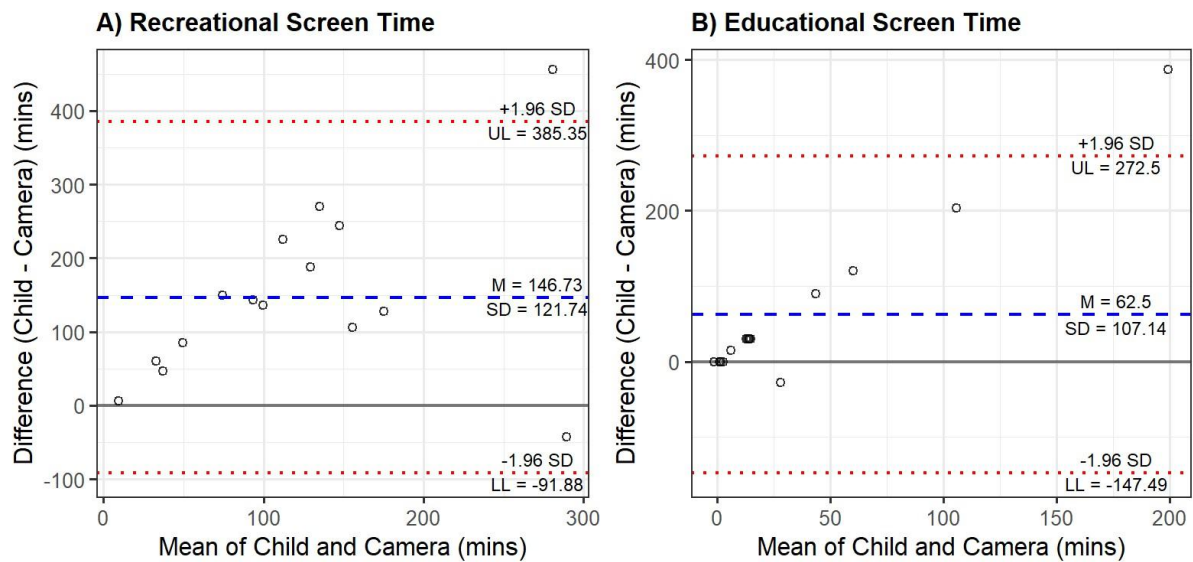 A) Recreational Screen Time
Difference (Child - Camera) (mins)
400
300
200
100
0
-100
+1.96 SD
UL = 385.35
M = 146.73
SD = 121.74
-1.96 SD
LL = -91.88
0
100
200
300
Mean of Child and Camera (mins)
B) Educational Screen Time
Difference (Child - Camera) (mins)
400
200
0
+1.96 SD
UL = 272.5
M = 62.5
SD = 107.14
-1.96 SD
LL = -147.49
0
50
100
150
200
Mean of Child and Camera (mins)